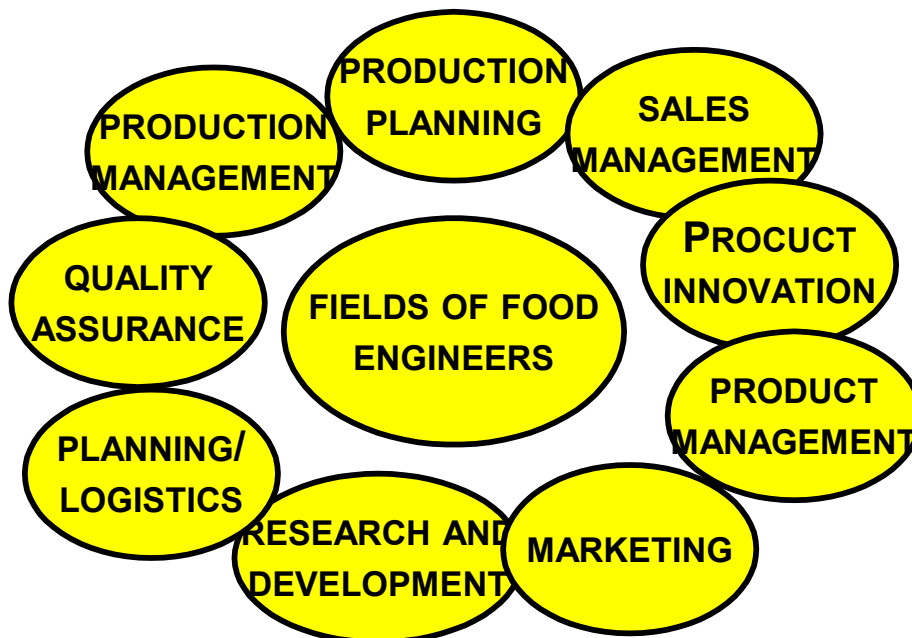 PRODUCTION
PLANNING
SALES
MANAGEMENT
PRODUCTION
MANAGEMENT
PROCUCT
INNOVATION
QUALITY
ASSURANCE
FIELDS OF FOOD
ENGINEERS
PRODUCT
MANAGEMENT
PLANNING/
LOGISTICS
RESEARCH AND
DEVELOPMENT
MARKETING